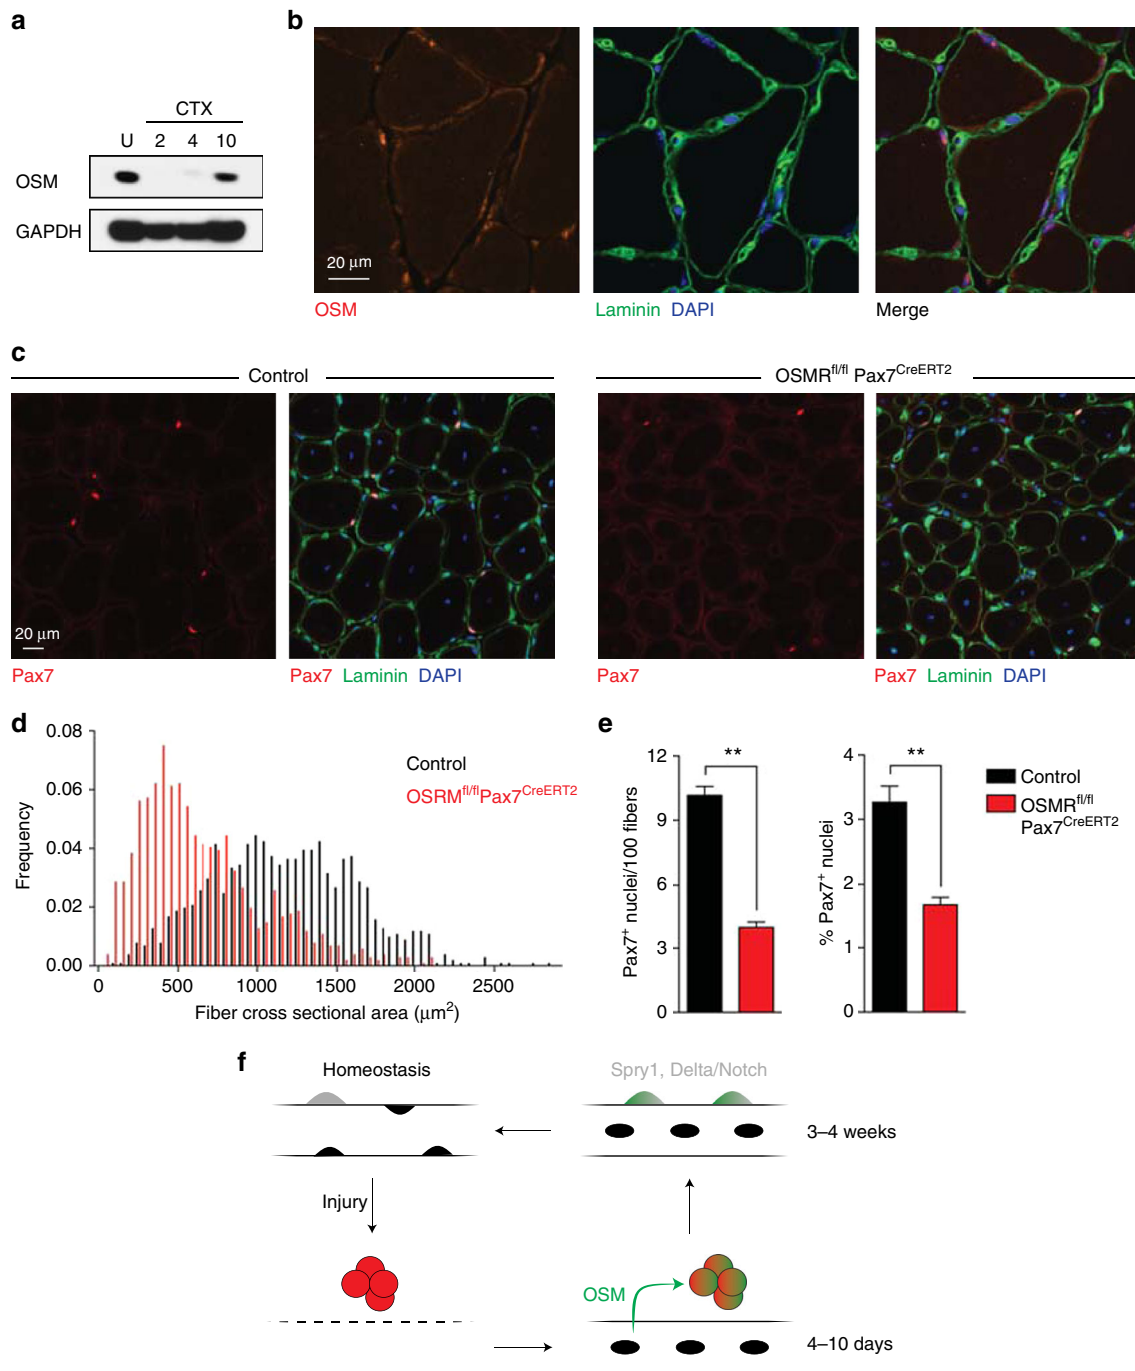 a
CTX
U 2 4 10
OSM
GAPDH
b
20 μm
OSM
Laminin DAPI
Merge
c
Control
OSMR^fl/fl Pax7^CreERT2
20 μm
Pax7
Pax7 Laminin DAPI
Pax7
Pax7 Laminin DAPI
d
Frequency
0.08
0.06
0.04
0.02
0.00
0 500 1000 1500 2000 2500
Fiber cross sectional area (μm²)
Control
OSRM^fl/fl Pax7^CreERT2
e
Pax7⁺ nuclei/100 fibers
12
9
6
3
0
**
% Pax7⁺ nuclei
4
3
2
1
0
**
Control
OSMR^fl/fl
Pax7^CreERT2
f
Homeostasis
Spry1, Delta/Notch
3–4 weeks
Injury
OSM
4–10 days